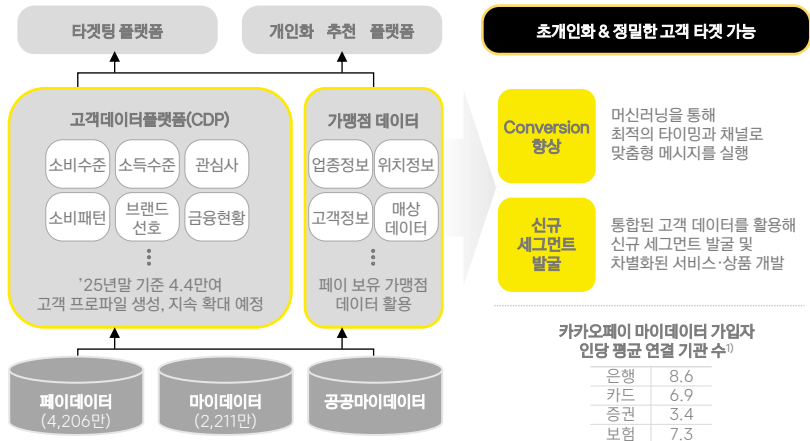 타겟팅 플랫폼
개인화 추천 플랫폼
고객데이터플랫폼(CDP)
소비수준
소득수준
관심사
소비패턴
브랜드
선호
금융현황
'25년말 기준 4.4만여
고객 프로파일 생성, 지속 확대 예정
가맹점 데이터
업종정보
위치정보
고객정보
매상
데이터
페이 보유 가맹점
데이터 활용
페이데이터
(4,206만)
마이데이터
(2,211만)
공공마이데이터
초개인화 & 정밀한 고객 타겟 가능
Conversion
향상
머신러닝을 통해
최적의 타이밍과 채널로
맞춤형 메시지를 실행
신규
세그먼트
발굴
통합된 고객 데이터를 활용해
신규 세그먼트 발굴 및
차별화된 서비스·상품 개발
카카오페이 마이데이터 가입자
인당 평균 연결 기관 수1)
은행 8.6
카드 6.9
증권 3.4
보험 7.3